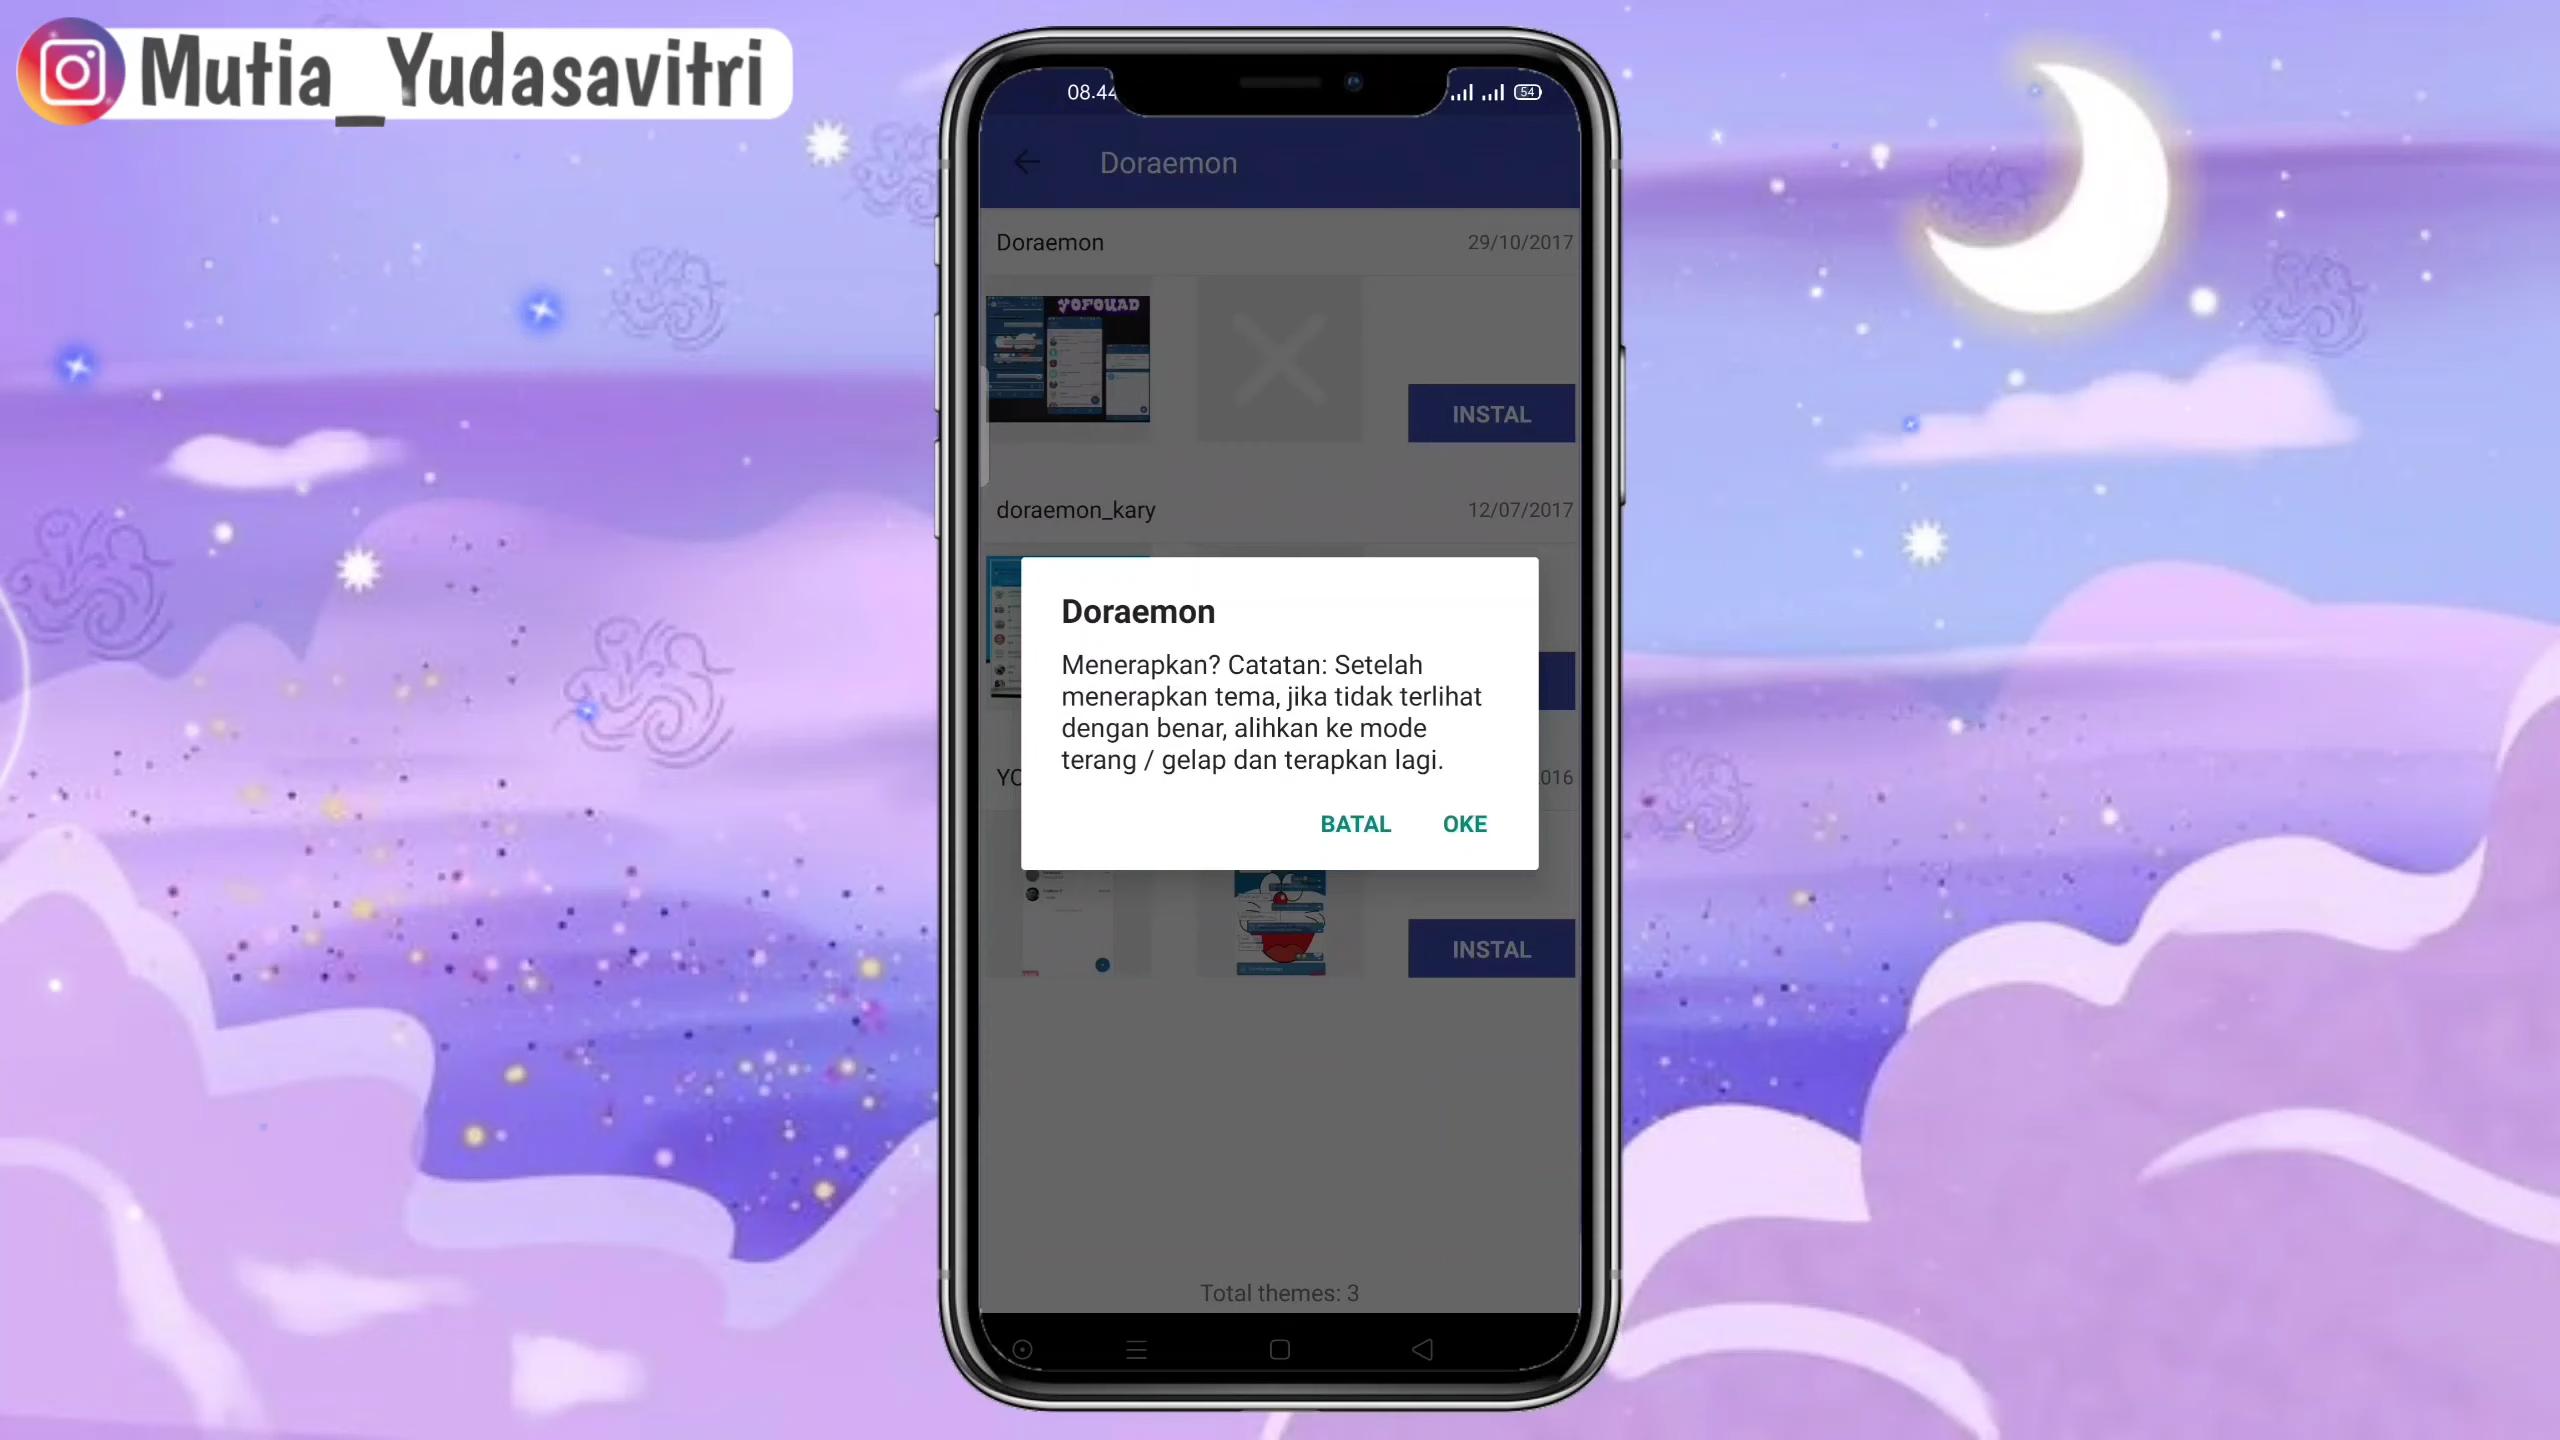 Mutia_Yudasavitri
08.44
54
Doraemon
Doraemon
29/10/2017
YOFOUAD
INSTAL
doraemon_kary
12/07/2017
Doraemon
Menerapkan? Catatan: Setelah
menerapkan tema, jika tidak terlihat
dengan benar, alihkan ke mode
terang / gelap dan terapkan lagi.
BATAL
OKE
INSTAL
Total themes: 3